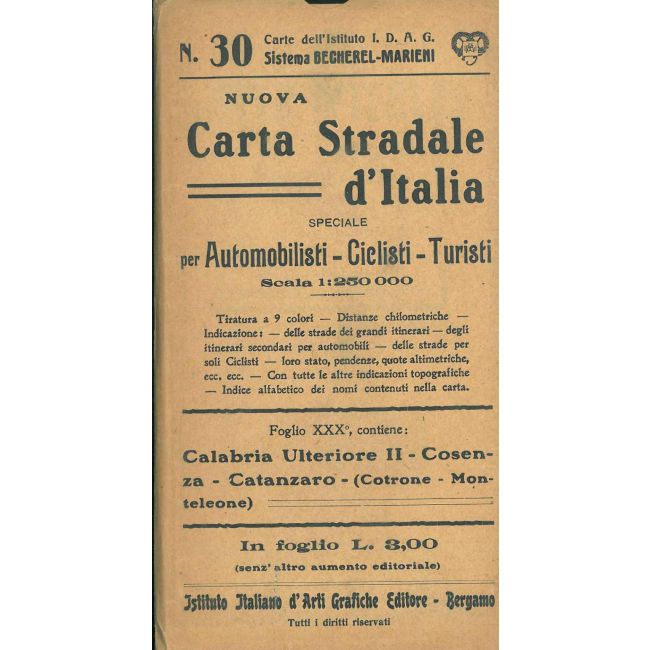 N. 30 Carte dell'Istituto I. D. A. G.
Sistema BECHEREL-MARIENI
NUOVA
Carta Stradale
d'Italia
SPECIALE
per Automobilisti - Ciclisti - Turisti
Scala 1:250 000
Tiratura a 9 colori — Distanze chilometriche —
Indicazione: — delle strade dei grandi itinerari — degli
itinerari secondari per automobili — delle strade per
soli Ciclisti — loro stato, pendenze, quote altimetriche,
ecc. ecc. — Con tutte le altre indicazioni topografiche
— Indice alfabetico dei nomi contenuti nella carta.
Foglio XXX°, contiene:
Calabria Ulteriore II - Cosen-
za - Catanzaro - (Cotrone - Mon-
teleone)
In foglio L. 3,00
(senz' altro aumento editoriale)
Istituto Italiano d'Arti Grafiche Editore - Bergamo
Tutti i diritti riservati